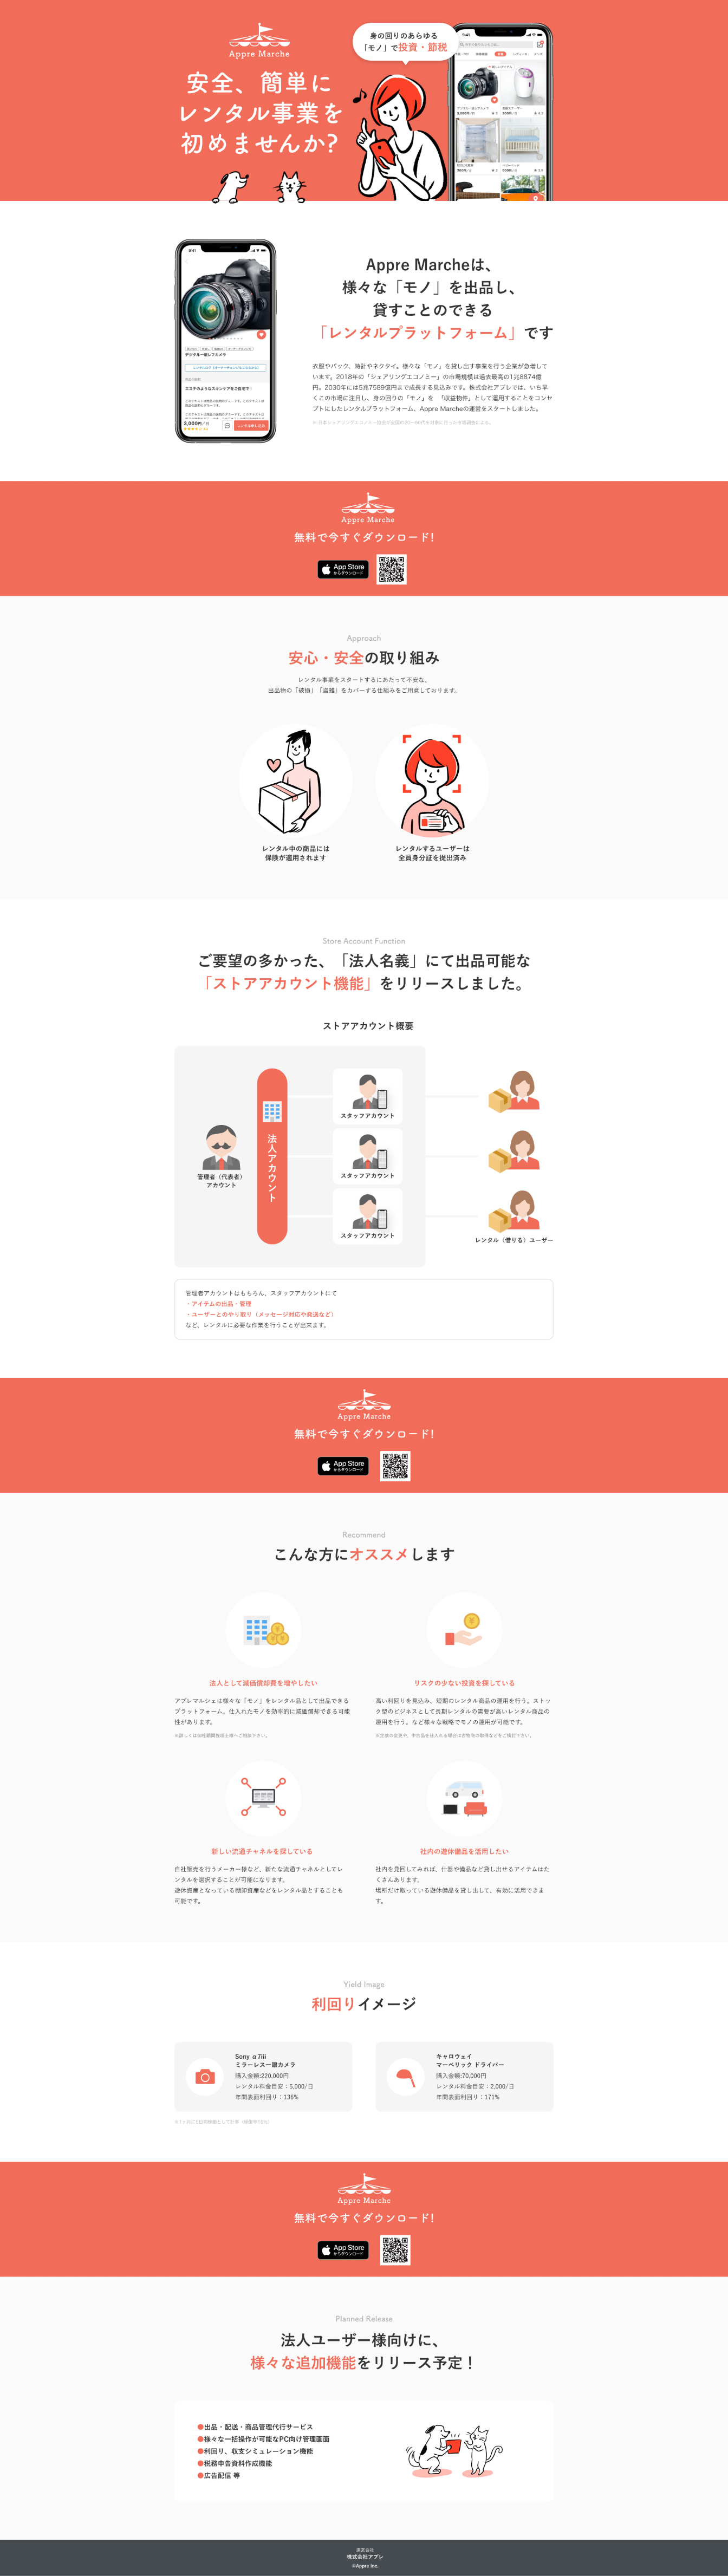 Appre Marche
安全、簡単に
レンタル事業を
初めませんか?
身の回りのあらゆる
「モノ」で投資・節税
9:41
Appre Marcheは、
様々な「モノ」を出品し、
貸すことのできる
「レンタルプラットフォーム」です
衣服やバック、時計やネクタイ。様々な「モノ」を貸し出す事業を行う企業が急増して
います。2018年の「シェアリングエコノミー」の市場規模は過去最高の1兆8874億
円。2030年には5兆7589億円まで成長する見込みです。株式会社アプレでは、いち早
くこの市場に注目し、身の回りの「モノ」を 「収益物件」として運用することをコンセ
プトにしたレンタルプラットフォーム、Appre Marcheの運営をスタートしました。
デジタル一眼レフカメラ
エステのようなスキンケアをご自宅で!
3,000円/日
レンタル申し込み
Appre Marche
無料で今すぐダウンロード!
App Store
からダウンロード
Approach
安心・安全の取り組み
レンタル事業をスタートするにあたって不安な、
出品物の「破損」「盗難」をカバーする仕組みをご用意しております。
レンタル中の商品には
保険が適用されます
レンタルするユーザーは
全員身分証を提出済み
Store Account Function
ご要望の多かった、「法人名義」にて出品可能な
「ストアアカウント機能」をリリースしました。
ストアアカウント概要
管理者（代表者）
アカウント
法人アカウント
スタッフアカウント
スタッフアカウント
スタッフアカウント
レンタル（借りる）ユーザー
管理者アカウントはもちろん、スタッフアカウントにて
・アイテムの出品・管理
・ユーザーとのやり取り（メッセージ対応や発送など）
など、レンタルに必要な作業を行うことが出来ます。
Appre Marche
無料で今すぐダウンロード!
App Store
からダウンロード
Recommend
こんな方にオススメします
法人として減価償却費を増やしたい
アプレマルシェは様々な「モノ」をレンタル品として出品できる
プラットフォーム。仕入れたモノを効率的に減価償却できる可能
性があります。
リスクの少ない投資を探している
高い利回りを見込み、短期のレンタル商品の運用を行う。ストッ
ク型のビジネスとして長期レンタルの需要が高いレンタル商品の
運用を行う。など様々な戦略でモノの運用が可能です。
新しい流通チャネルを探している
自社販売を行うメーカー様など、新たな流通チャネルとしてレ
ンタルを選択することが可能になります。
遊休資産となっている棚卸資産などをレンタル品とすることも
可能です。
社内の遊休備品を活用したい
社内を見回してみれば、什器や備品など貸し出せるアイテムはた
くさんあります。
場所だけ取っている遊休備品を貸し出して、有効に活用できま
す。
Yield Image
利回りイメージ
Sony α7iii
ミラーレス一眼カメラ
購入金額:220,000円
レンタル料金目安：5,000/日
年間表面利回り：136%
キャロウェイ
マーベリック ドライバー
購入金額:70,000円
レンタル料金目安：2,000/日
年間表面利回り：171%
Appre Marche
無料で今すぐダウンロード!
App Store
からダウンロード
Planned Release
法人ユーザー様向けに、
様々な追加機能をリリース予定！
●出品・配送・商品管理代行サービス
●様々な一括操作が可能なPC向け管理画面
●利回り、収支シミュレーション機能
●税務申告資料作成機能
●広告配信 等
運営会社
株式会社アプレ
©Appre Inc.